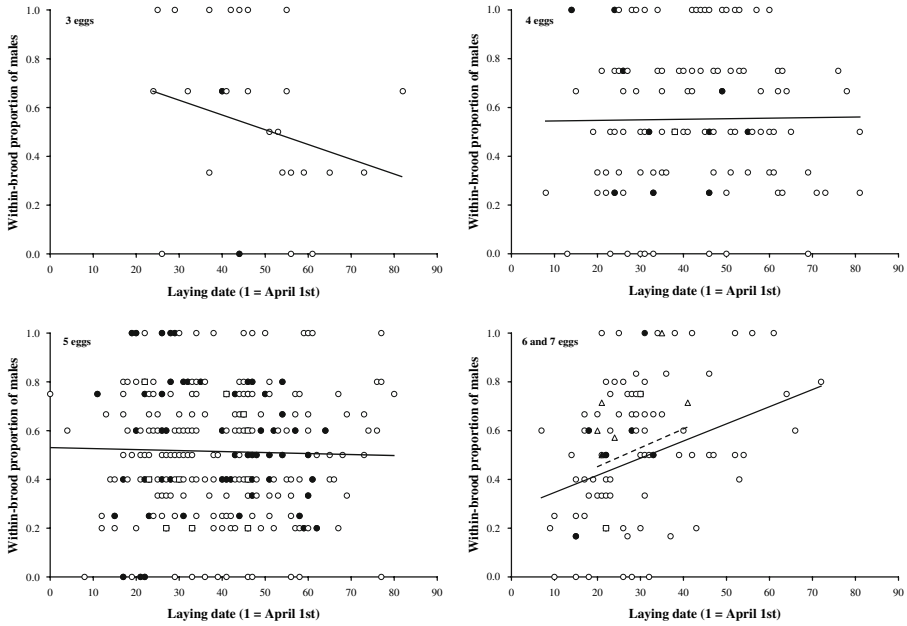 3 eggs
Within-brood proportion of males
1.0
0.8
0.6
0.4
0.2
0.0
0 10 20 30 40 50 60 70 80 90
Laying date (1 = April 1st)
4 eggs
Within-brood proportion of males
1.0
0.8
0.6
0.4
0.2
0.0
0 10 20 30 40 50 60 70 80 90
Laying date (1 = April 1st)
5 eggs
Within-brood proportion of males
1.0
0.8
0.6
0.4
0.2
0.0
0 10 20 30 40 50 60 70 80 90
Laying date (1 = April 1st)
6 and 7 eggs
Within-brood proportion of males
1.0
0.8
0.6
0.4
0.2
0.0
0 10 20 30 40 50 60 70 80 90
Laying date (1 = April 1st)